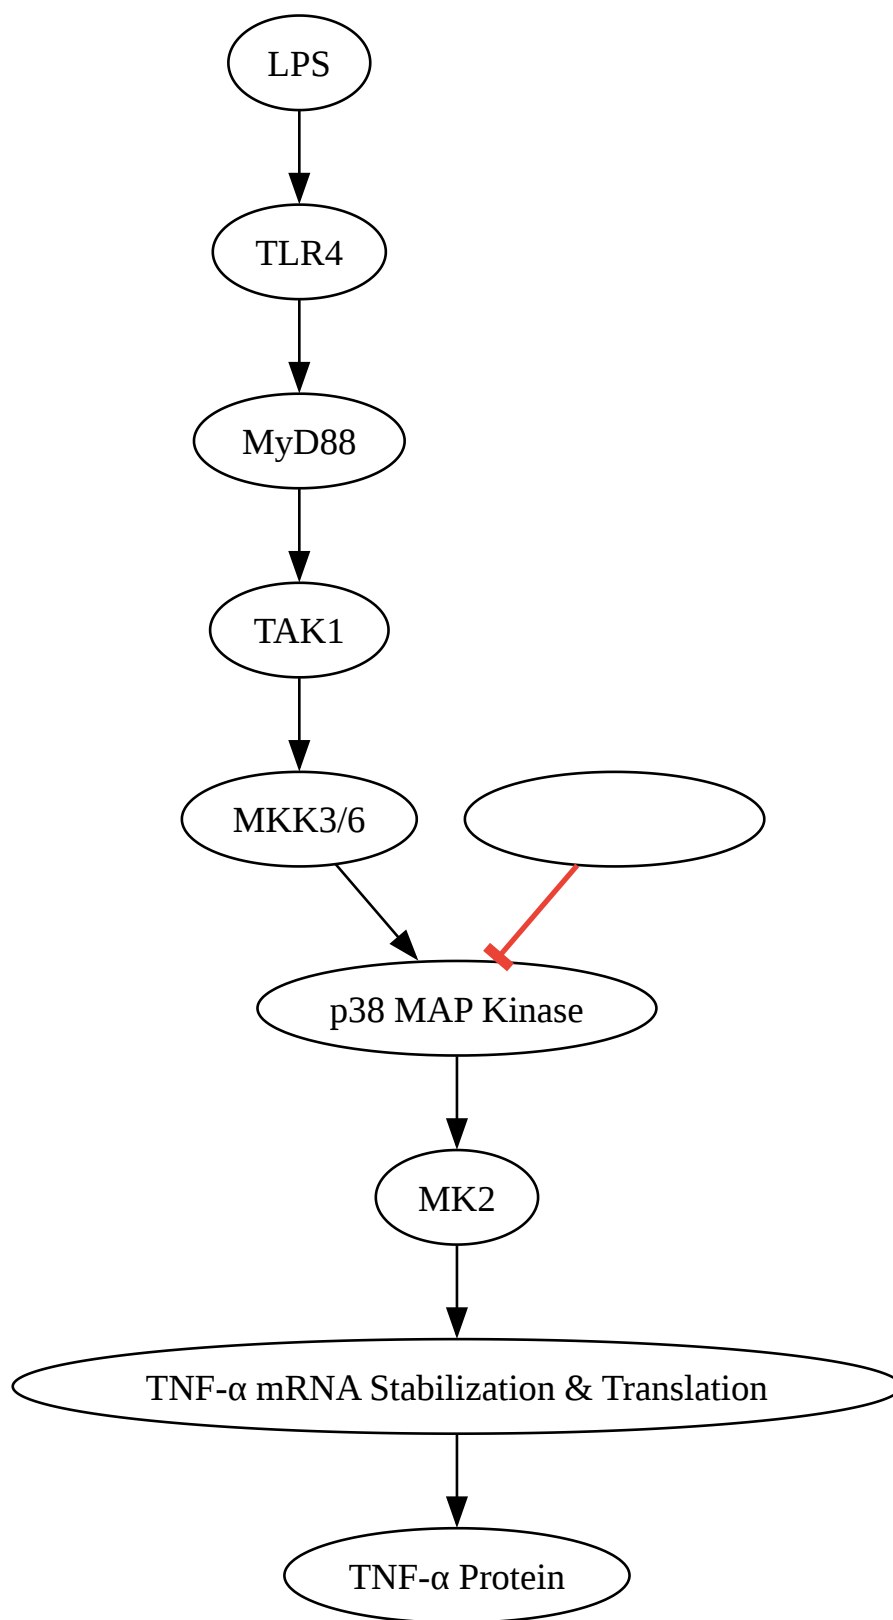 LPS
TLR4
MyD88
TAK1
MKK3/6
p38 MAP Kinase
MK2
TNF-α mRNA Stabilization & Translation
TNF-α Protein